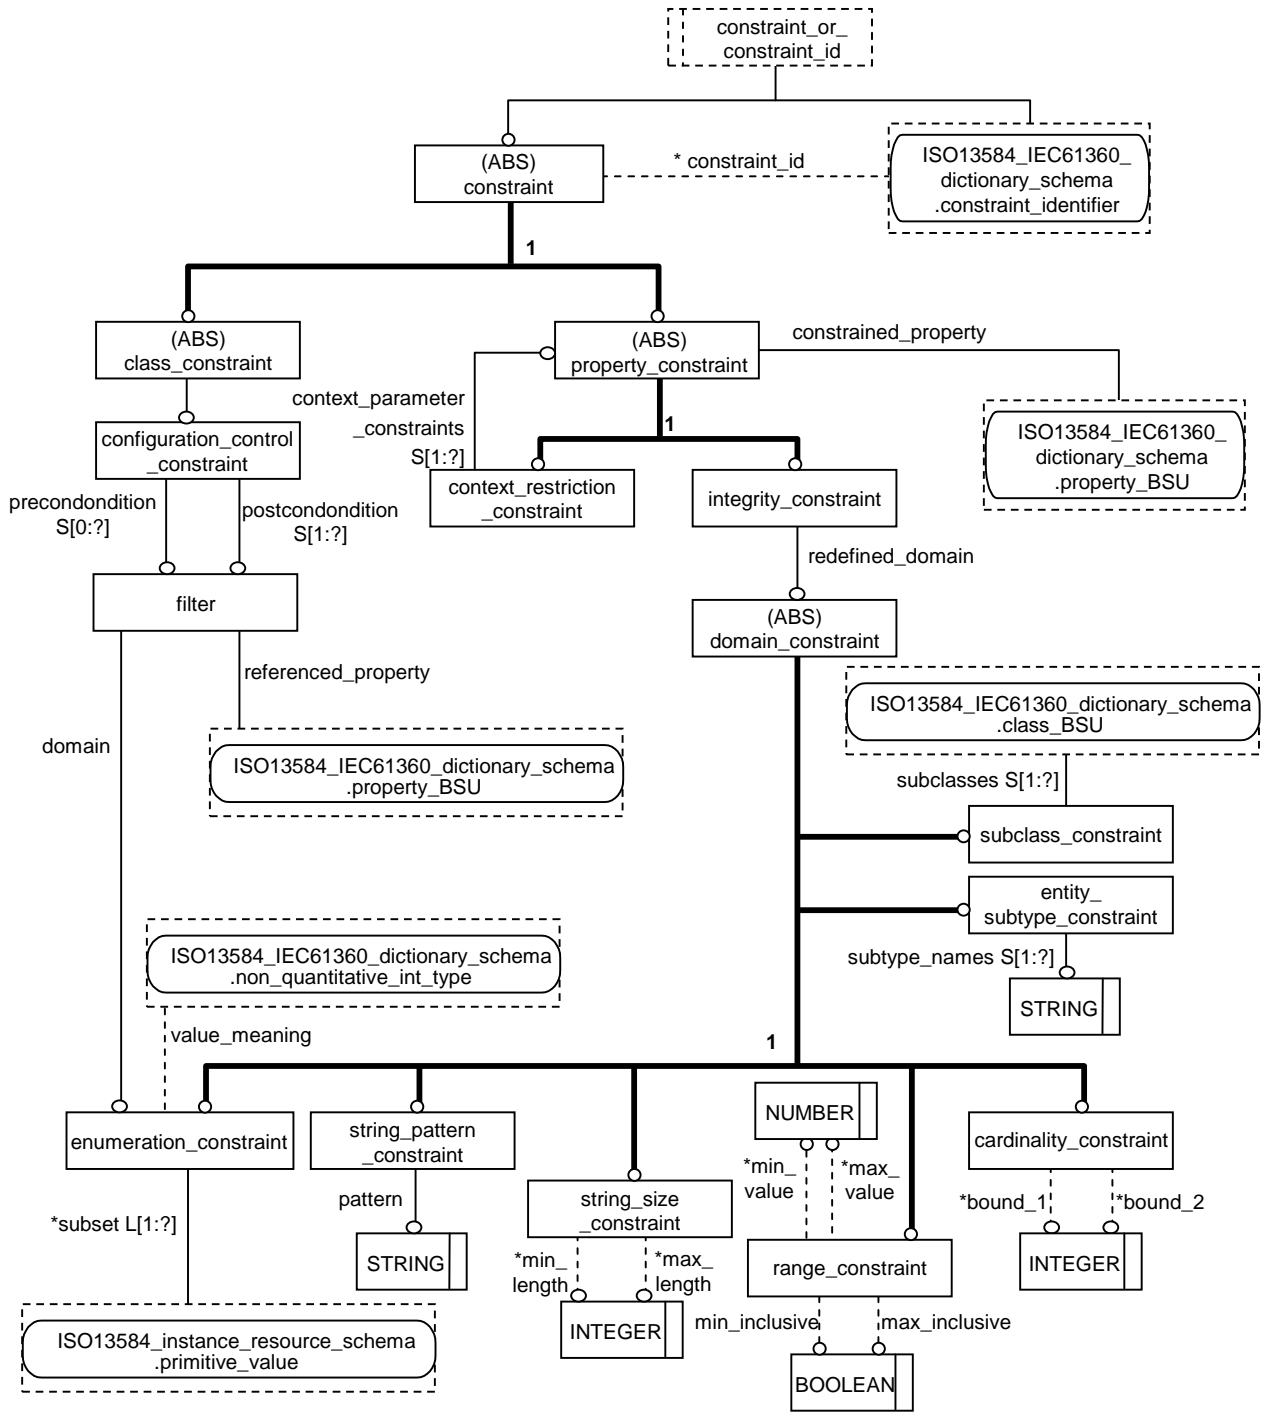 constraint_or_
constraint_id
(ABS)
constraint
* constraint_id
ISO13584_IEC61360_
dictionary_schema
.constraint_identifier
1
(ABS)
class_constraint
(ABS)
property_constraint
constrained_property
context_parameter
_constraints
S[1:?]
1
configuration_control
_constraint
ISO13584_IEC61360_
dictionary_schema
.property_BSU
context_restriction
_constraint
integrity_constraint
precondondition
S[0:?]
postcondondition
S[1:?]
redefined_domain
filter
(ABS)
domain_constraint
referenced_property
domain
ISO13584_IEC61360_dictionary_schema
.class_BSU
ISO13584_IEC61360_dictionary_schema
.property_BSU
subclasses S[1:?]
subclass_constraint
entity_
subtype_constraint
subtype_names S[1:?]
STRING
ISO13584_IEC61360_dictionary_schema
.non_quantitative_int_type
value_meaning
1
enumeration_constraint
string_pattern
_constraint
NUMBER
cardinality_constraint
*min_
value
*max_
value
*subset L[1:?]
pattern
string_size
_constraint
*bound_1
*bound_2
STRING
*min_
length
*max_
length
range_constraint
INTEGER
INTEGER
min_inclusive
max_inclusive
ISO13584_instance_resource_schema
.primitive_value
BOOLEAN